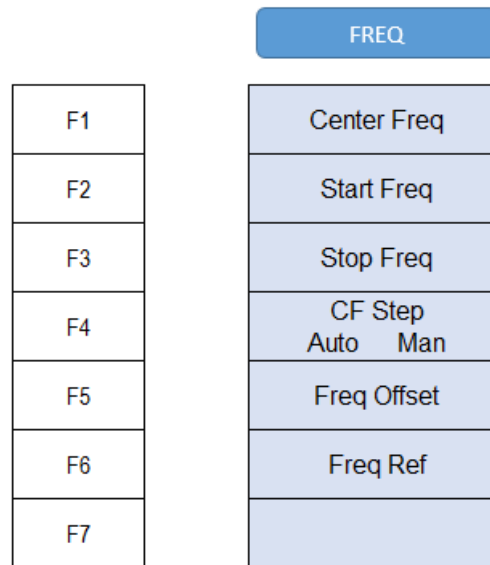 FREQ
F1 Center Freq
F2 Start Freq
F3 Stop Freq
F4 CF Step
Auto Man
F5 Freq Offset
F6 Freq Ref
F7